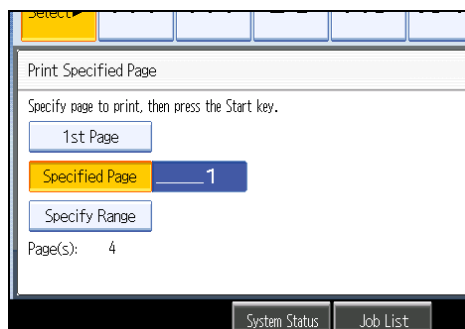 Select►
Print Specified Page
Specify page to print, then press the Start key.
1st Page
Specified Page ______1
Specify Range
Page(s): 4
System Status Job List